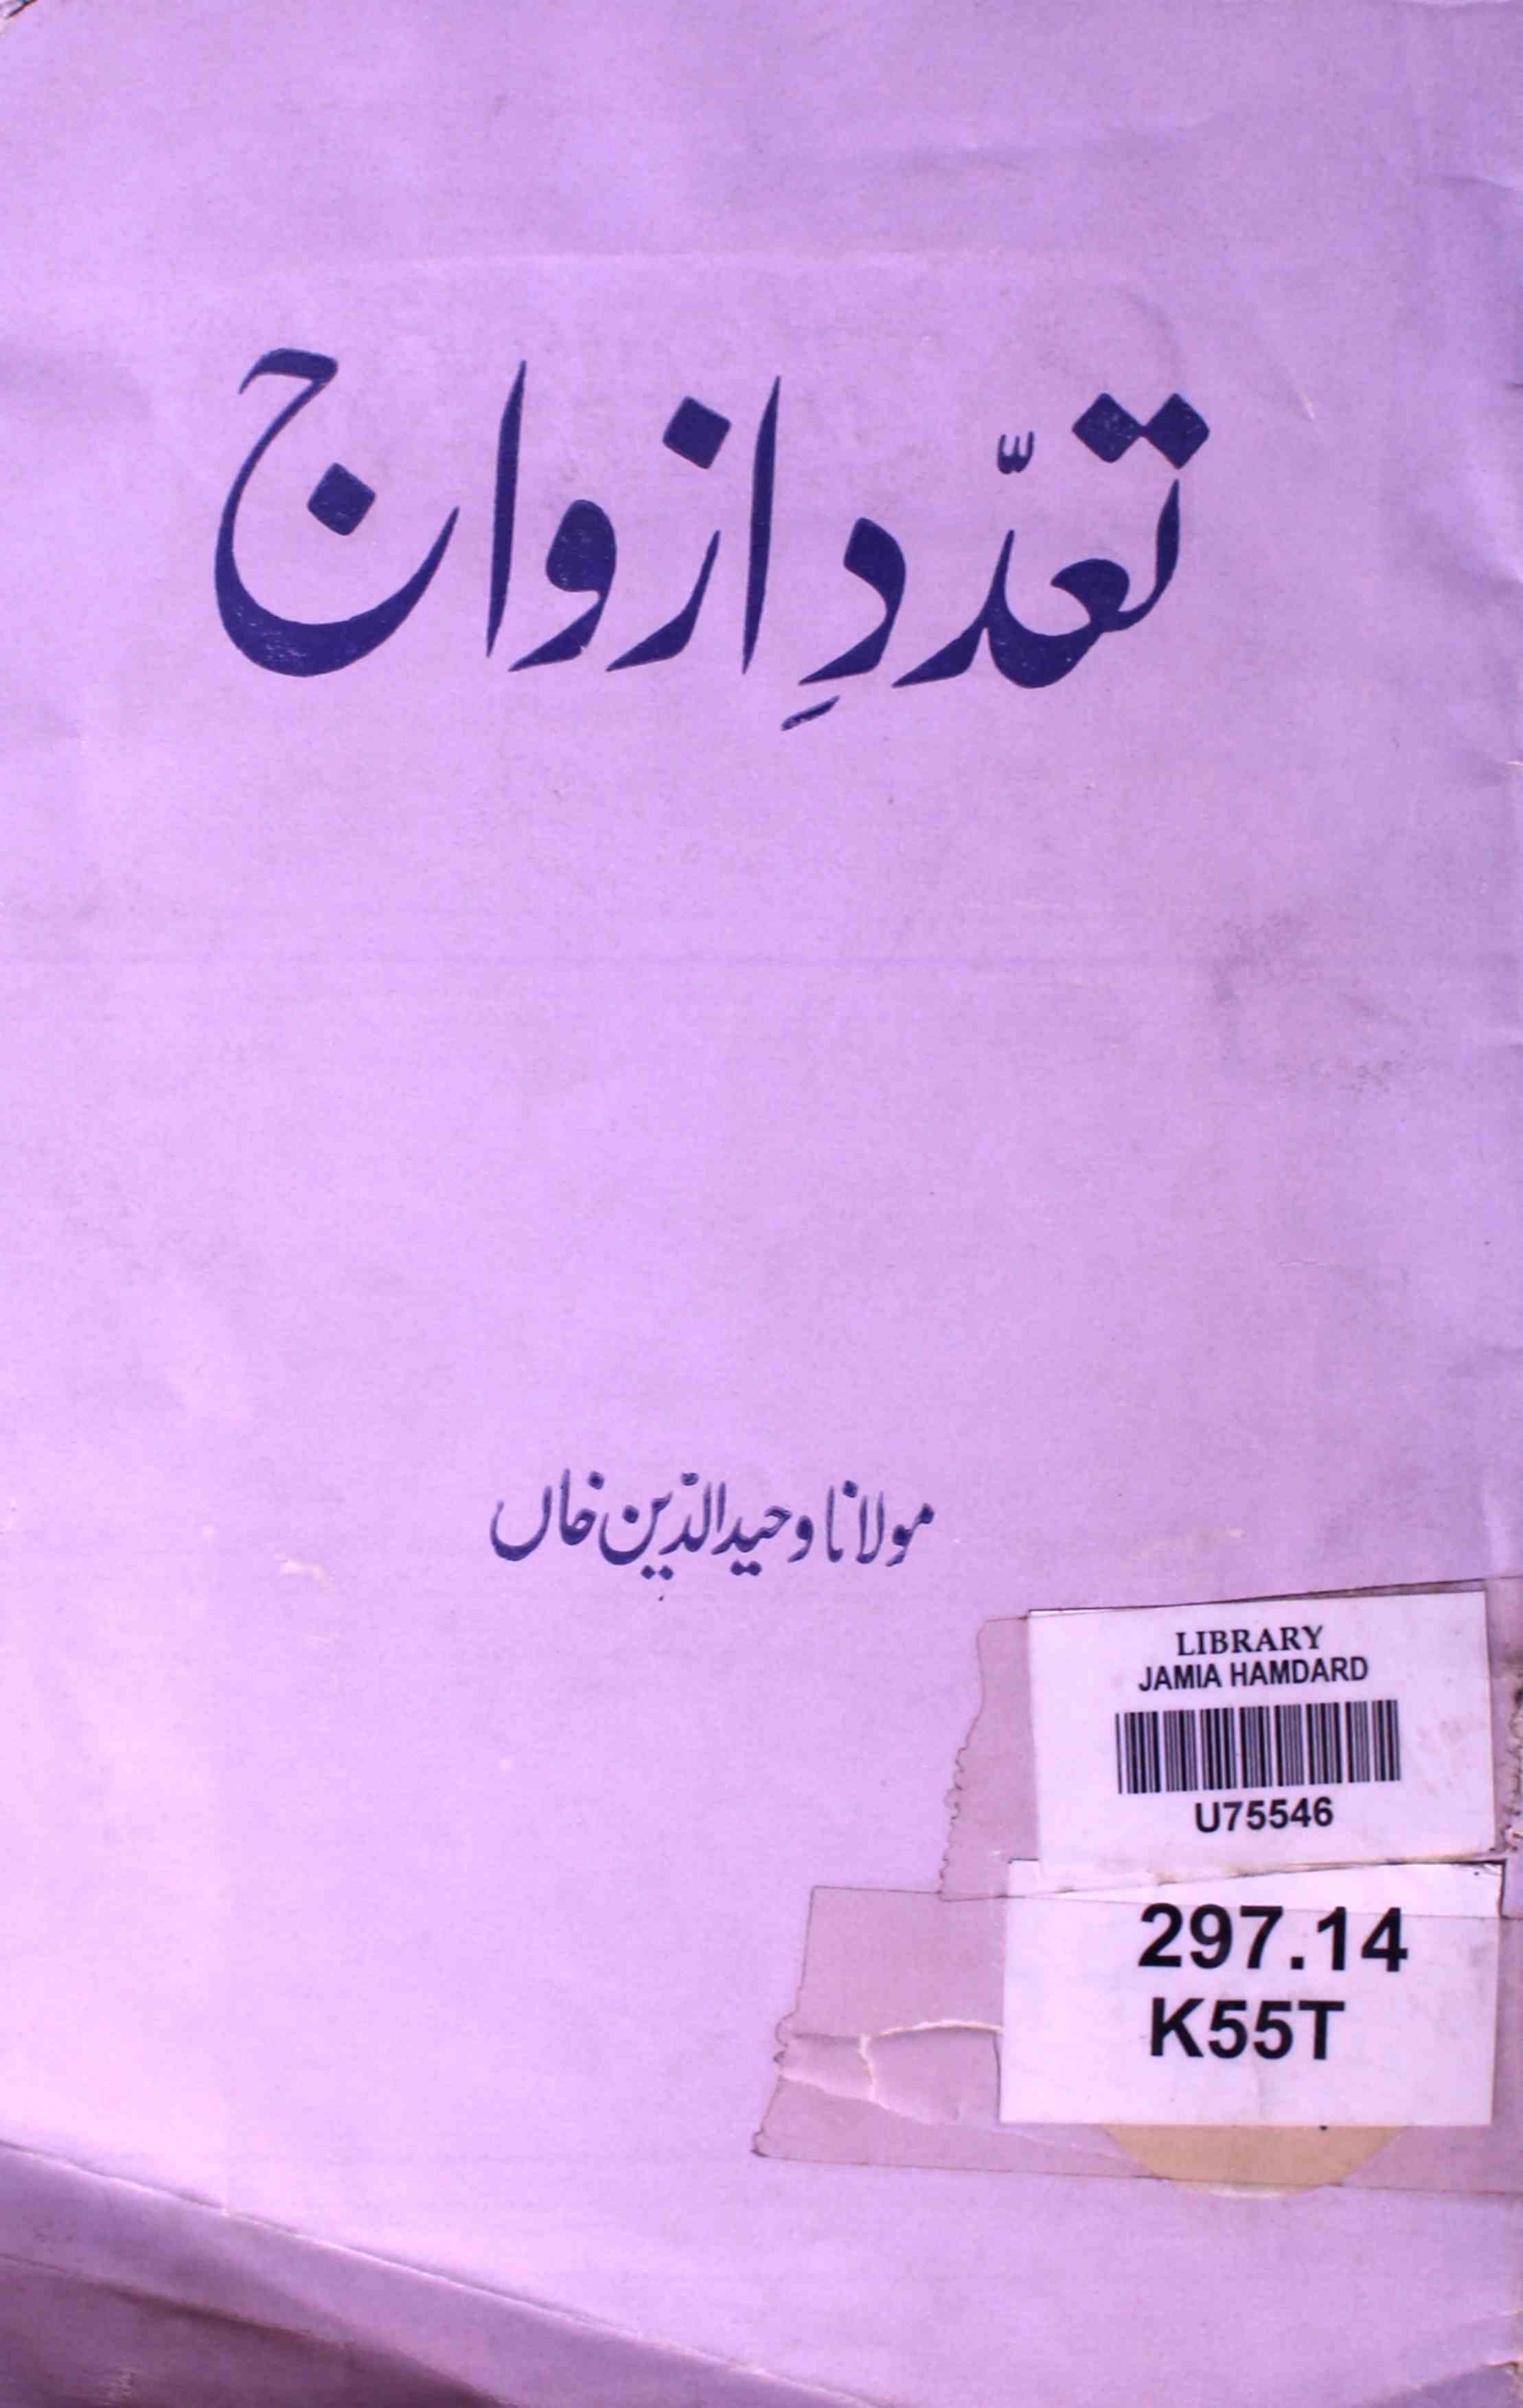 تعدّدِ ازواج
مولانا وحید الدّین خاں
LIBRARY
JAMIA HAMDARD
U75546
297.14
K55T